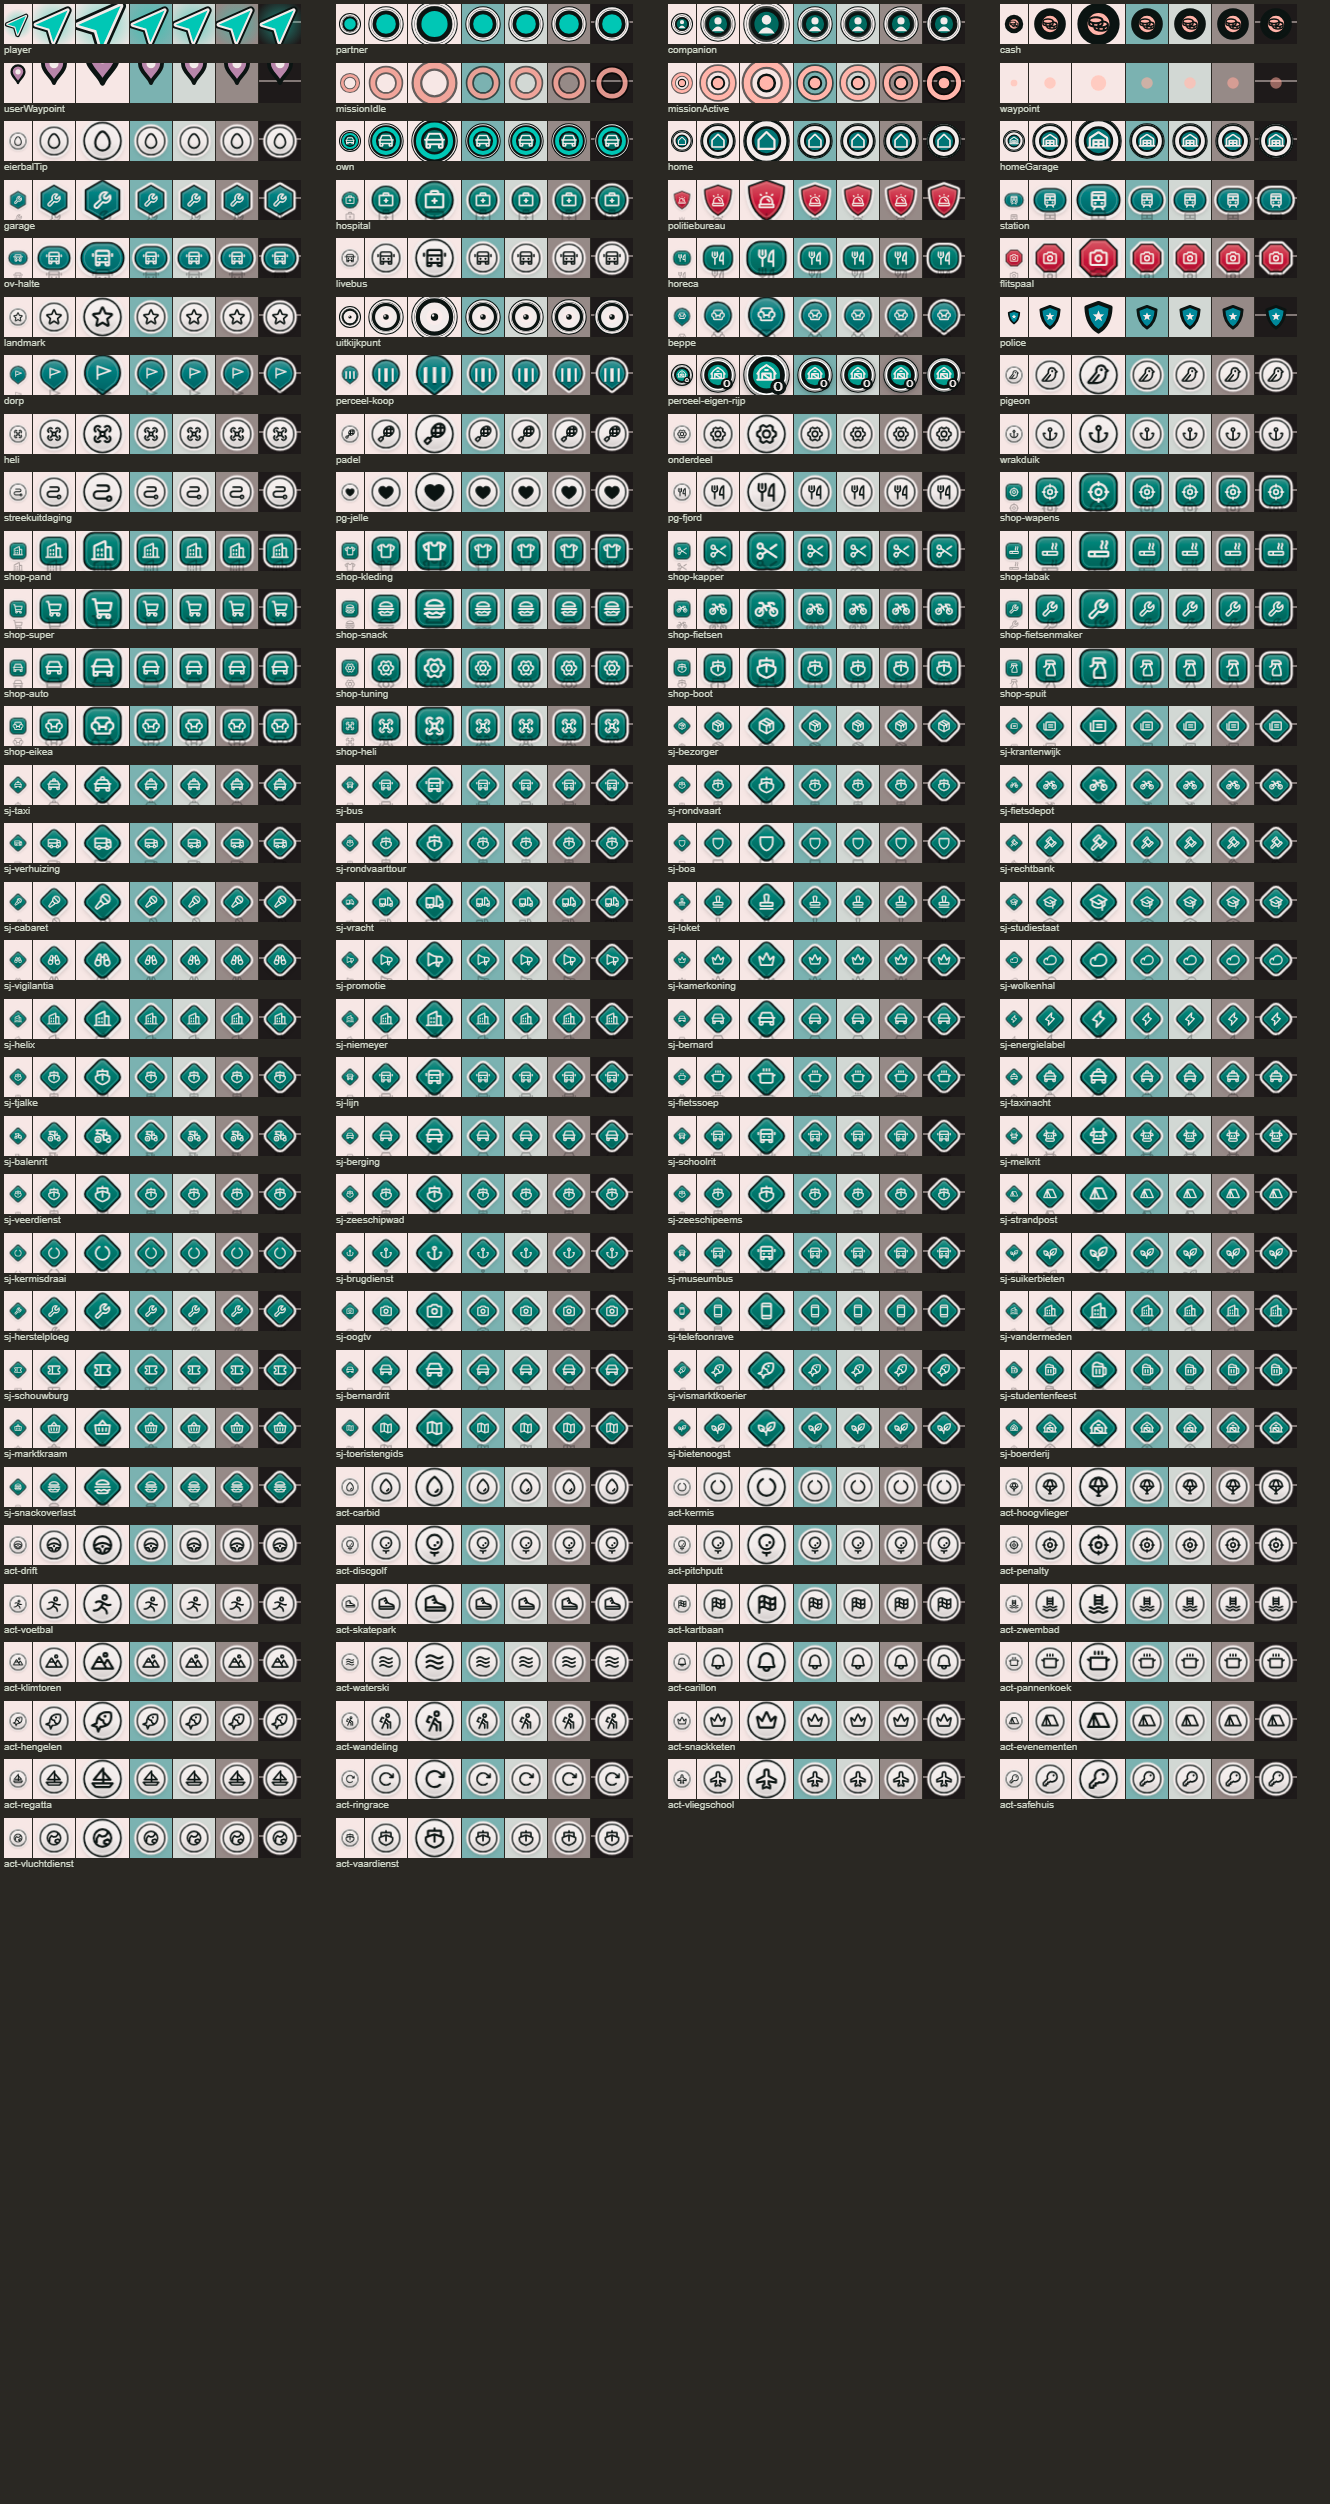 player partner companion cash
userWaypoint missionIdle missionActive waypoint
eierbalTip own home homeGarage
garage hospital politiebureau station
ov-halte livebus horeca flitspaal
landmark uitkijkpunt beppe police
dorp perceel-koop perceel-eigen-rijp pigeon
heli padel onderdeel wrakduik
streekuitdaging pg-jelle pg-fjord shop-wapens
shop-pand shop-kleding shop-kapper shop-tabak
shop-super shop-snack shop-fietsen shop-fietsenmaker
shop-auto shop-tuning shop-boot shop-spuit
shop-eikea shop-heli sj-bezorger sj-krantenwijk
sj-taxi sj-bus sj-rondvaart sj-fietsdepot
sj-verhuizing sj-rondvaarttour sj-boa sj-rechtbank
sj-cabaret sj-vracht sj-loket sj-studiestaat
sj-vigilantia sj-promotie sj-kamerkoning sj-wolkenhal
sj-helix sj-niemeyer sj-bernard sj-energielabel
sj-tjalke sj-lijn sj-fietssoep sj-taxinacht
sj-balenrit sj-berging sj-schoolrit sj-melkrit
sj-veerdienst sj-zeeschipwad sj-zeeschipeems sj-strandpost
sj-kermisdraai sj-brugdienst sj-museumbus sj-suikerbieten
sj-herstelploeg sj-oogtv sj-telefoonrave sj-vandermeden
sj-schouwburg sj-bernardrit sj-vismarktkoerier sj-studentenfeest
sj-marktkraam sj-toeristengids sj-bietenoogst sj-boerderij
sj-snackoverlast act-carbid act-kermis act-hoogvlieger
act-drift act-discgolf act-pitchputt act-penalty
act-voetbal act-skatepark act-kartbaan act-zwembad
act-klimtoren act-waterski act-carillon act-pannenkoek
act-hengelen act-wandeling act-snackketen act-evenementen
act-regatta act-ringrace act-vliegschool act-safehuis
act-vluchtdienst act-vaardienst